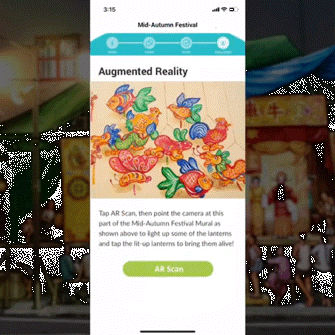 3:15
Mid-Autumn Festival
Augmented Reality
Tap AR Scan, then point the camera at this
part of the Mid-Autumn Festival Mural as
shown above to light up some of the lanterns
and tap the lit-up lanterns to bring them alive!
AR Scan